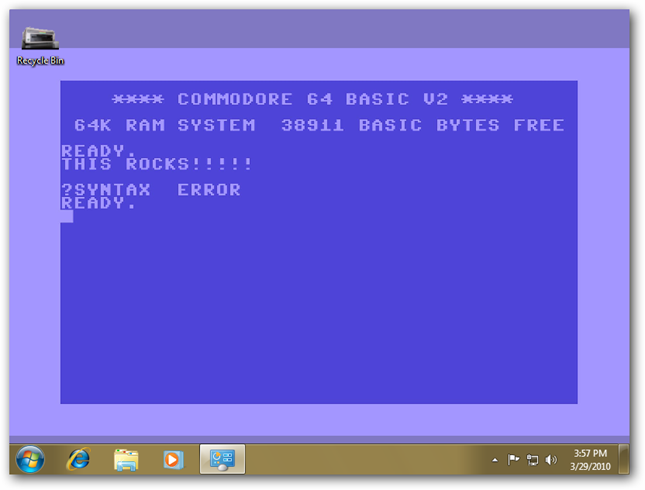 Recycle Bin
**** COMMODORE 64 BASIC V2 ****
64K RAM SYSTEM  38911 BASIC BYTES FREE
READY.
THIS ROCKS!!!!!
?SYNTAX  ERROR
READY.
3:57 PM
3/29/2010